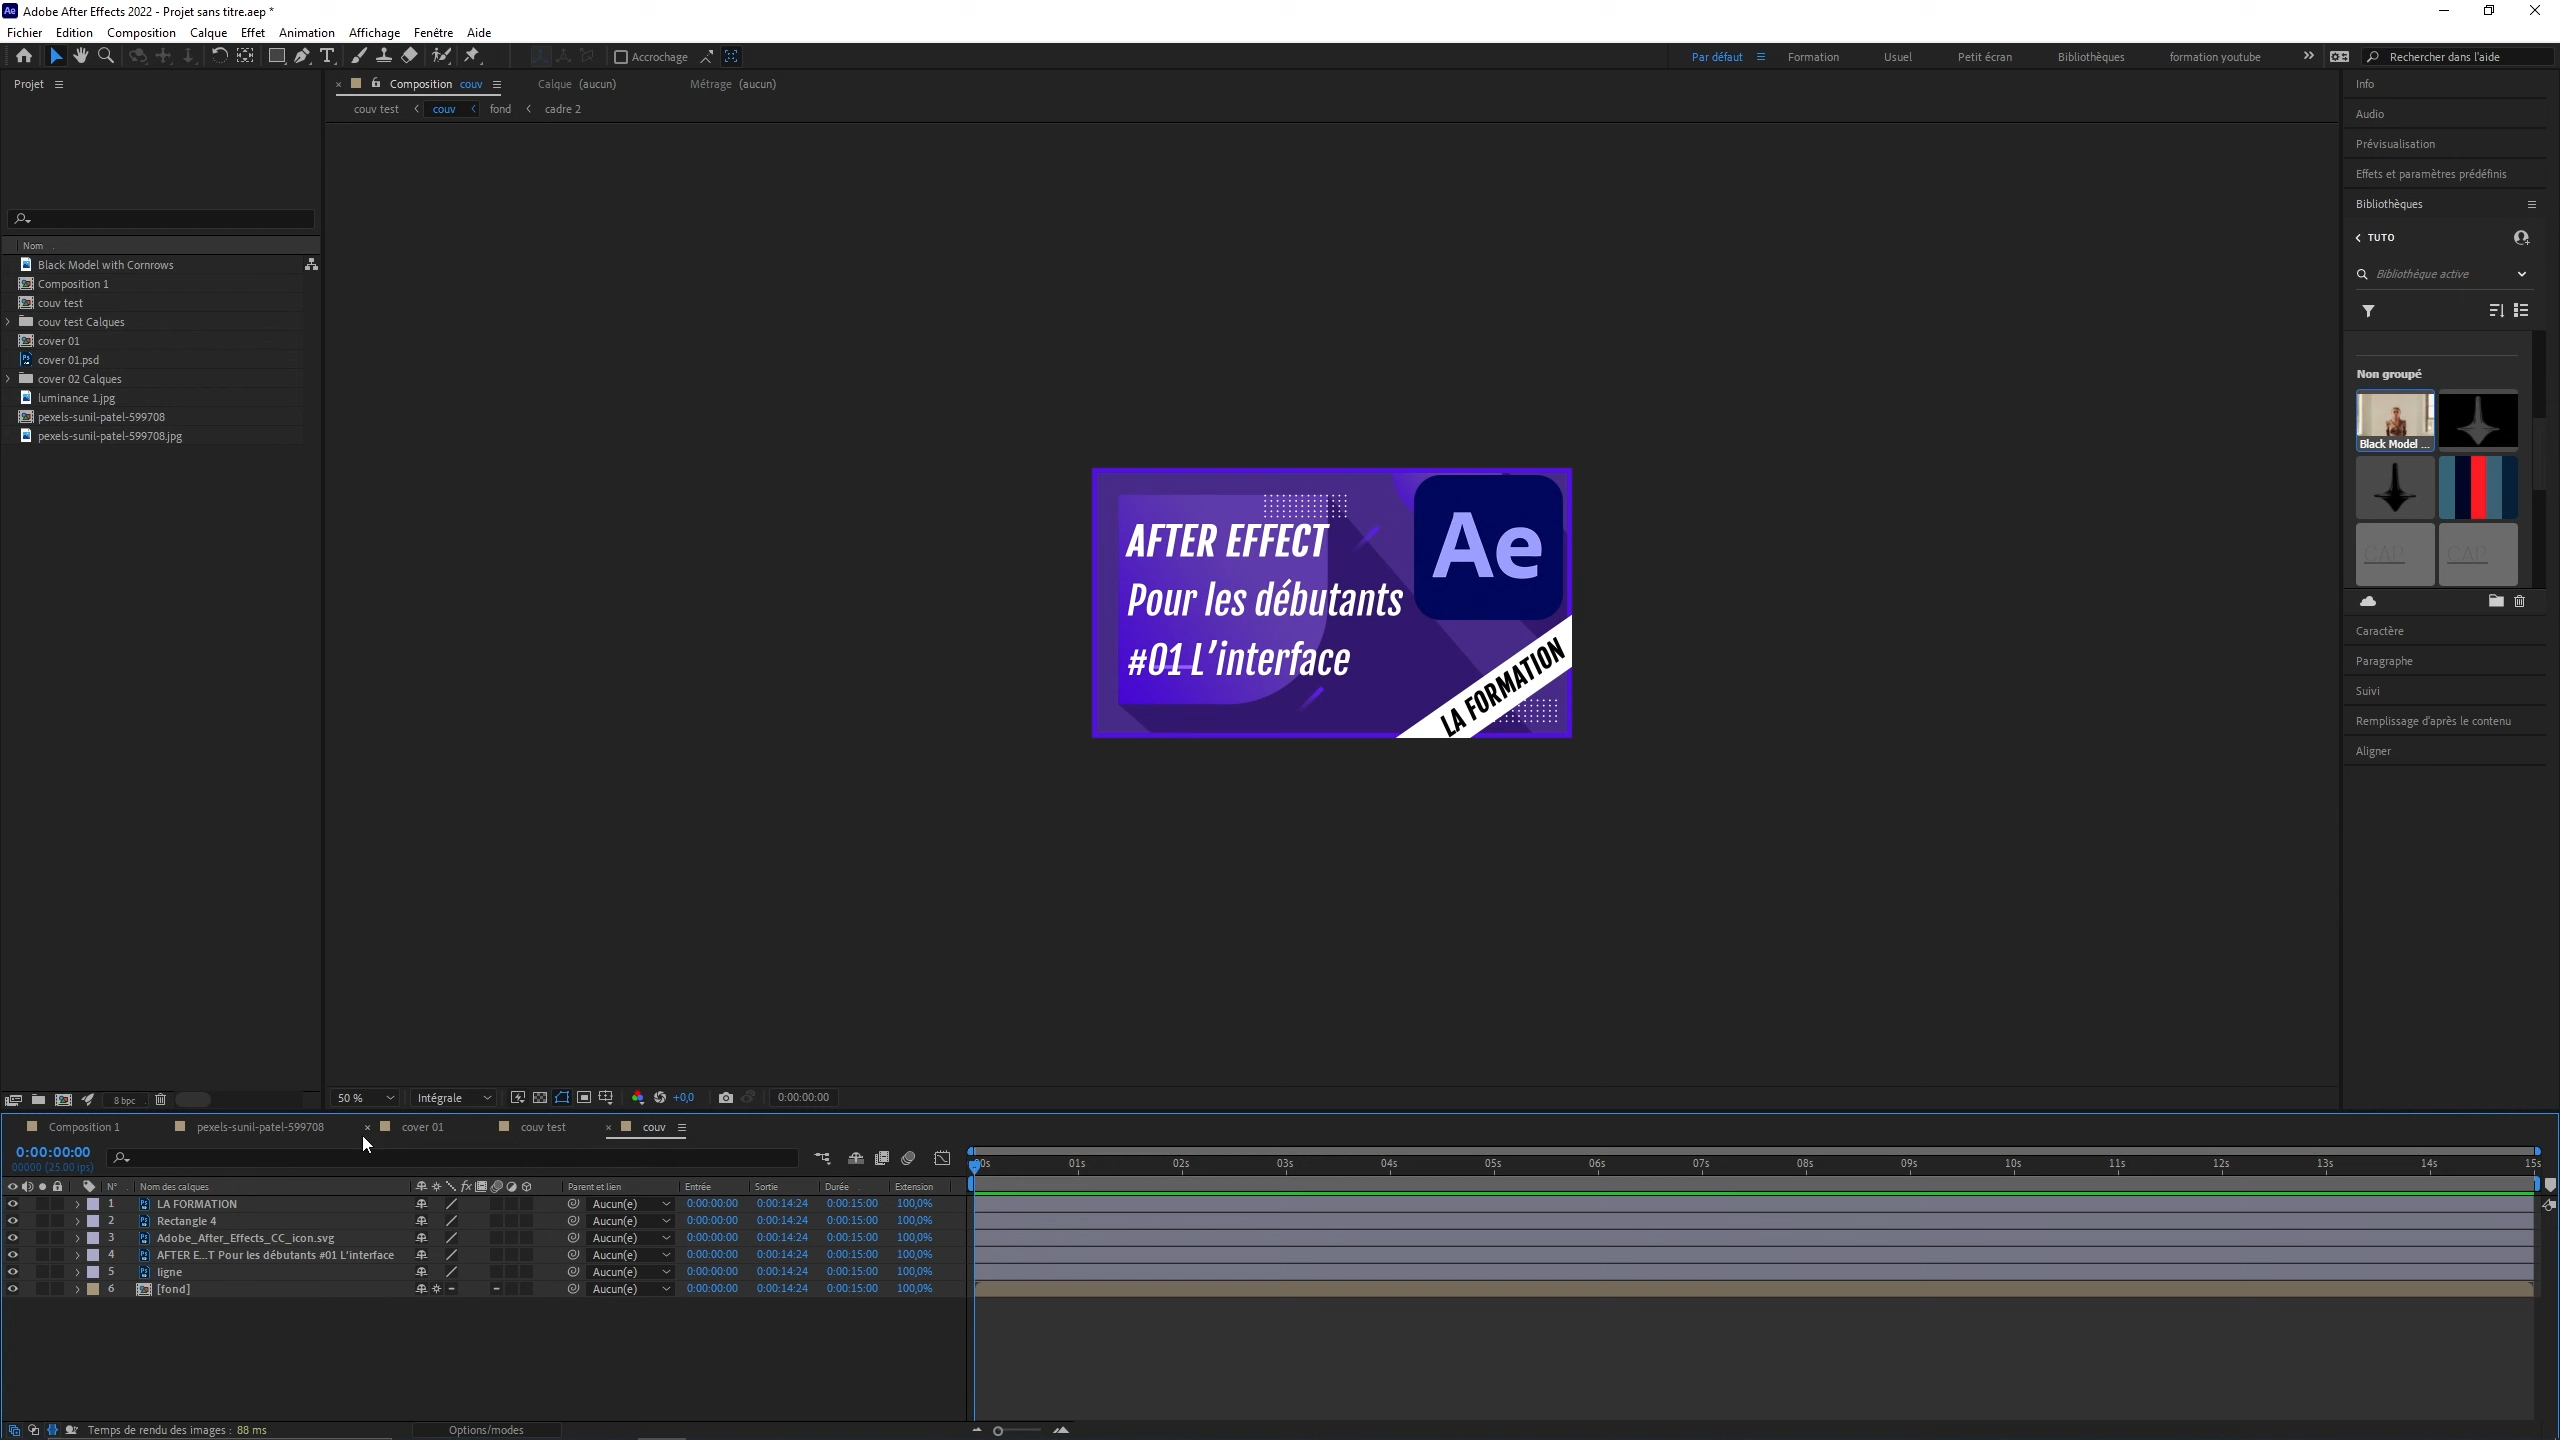 Ae Adobe After Effects 2022 - Projet sans titre.aep *
Fichier Edition Composition Calque Effet Animation Affichage Fenêtre Aide
Accrochage Par défaut Formation Usuel Petit écran Bibliothèques formation youtube Rechercher dans l'aide
Projet
Composition couv Calque (aucun) Métrage (aucun)
couv test couv fond cadre 2
Nom
Black Model with Cornrows
Composition 1
couv test
couv test Calques
cover 01
cover 01.psd
cover 02 Calques
luminance 1.jpg
pexels-sunil-patel-599708
pexels-sunil-patel-599708.jpg
AFTER EFFECT
Pour les débutants
#01 L'interface
Ae
LA FORMATION
Info
Audio
Prévisualisation
Effets et paramètres prédéfinis
Bibliothèques
TUTO
Bibliothèque active
Non groupé
Black Model ...
CAP CAP
Caractère
Paragraphe
Suivi
Remplissage d'après le contenu
Aligner
8 bpc
50 % Intégrale +0,0 0:00:00:00
Composition 1 pexels-sunil-patel-599708 cover 01 couv test couv
0:00:00:00
00000 (25.00 ips)
00s 01s 02s 03s 04s 05s 06s 07s 08s 09s 10s 11s 12s 13s 14s 15s
N° Nom des calques fx Parent et lien Entrée Sortie Durée Extension
1 LA FORMATION Aucun(e) 0:00:00:00 0:00:14:24 0:00:15:00 100,0%
2 Rectangle 4 Aucun(e) 0:00:00:00 0:00:14:24 0:00:15:00 100,0%
3 Adobe_After_Effects_CC_icon.svg Aucun(e) 0:00:00:00 0:00:14:24 0:00:15:00 100,0%
4 AFTER E...T Pour les débutants #01 L'interface Aucun(e) 0:00:00:00 0:00:14:24 0:00:15:00 100,0%
5 ligne Aucun(e) 0:00:00:00 0:00:14:24 0:00:15:00 100,0%
6 [fond] Aucun(e) 0:00:00:00 0:00:14:24 0:00:15:00 100,0%
Temps de rendu des images : 88 ms Options/modes